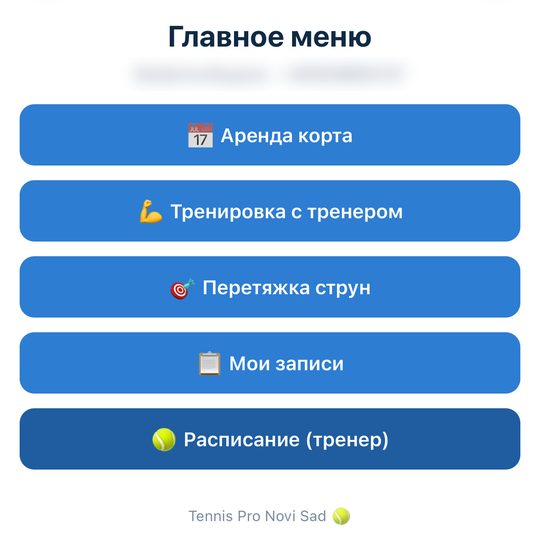 Главное меню
📅 Аренда корта
💪 Тренировка с тренером
🎯 Перетяжка струн
📋 Мои записи
🎾 Расписание (тренер)
Tennis Pro Novi Sad 🎾